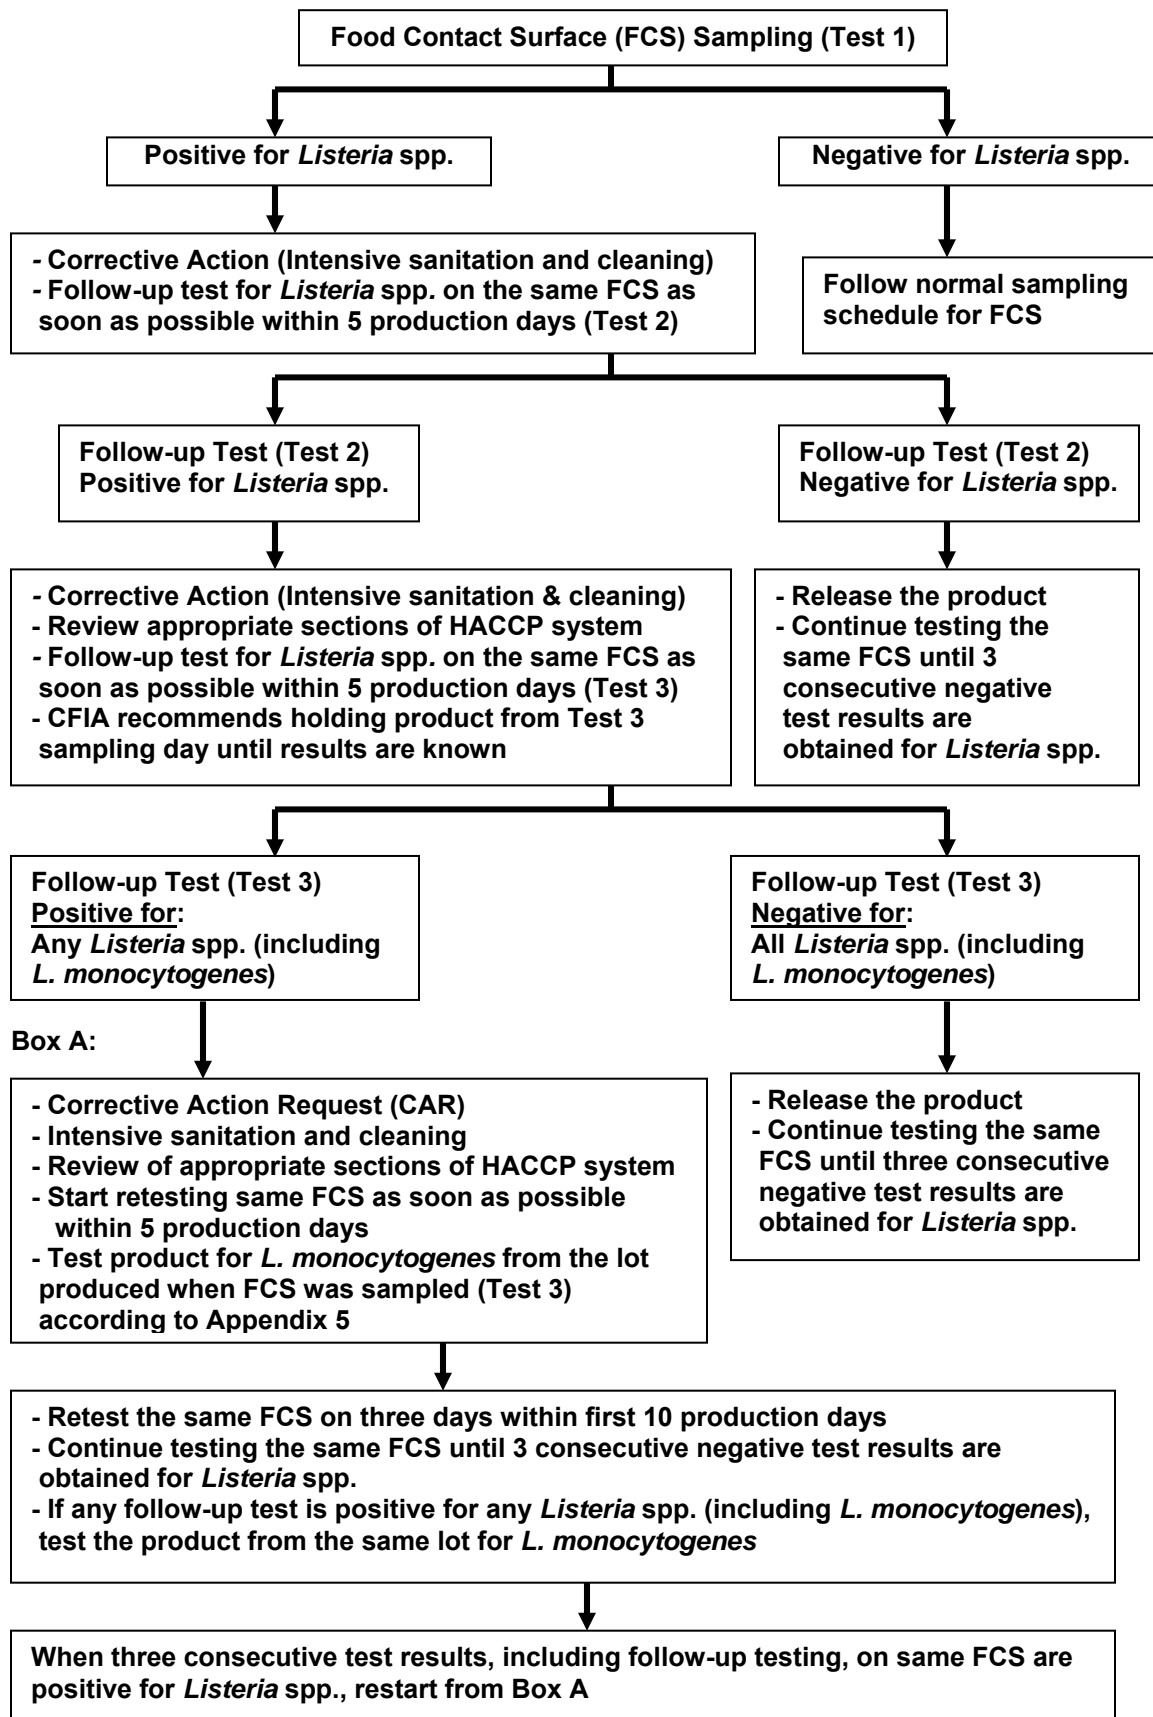 Food Contact Surface (FCS) Sampling (Test 1)
Positive for Listeria spp.
Negative for Listeria spp.
- Corrective Action (Intensive sanitation and cleaning)
- Follow-up test for Listeria spp. on the same FCS as
soon as possible within 5 production days (Test 2)
Follow normal sampling
schedule for FCS
Follow-up Test (Test 2)
Positive for Listeria spp.
Follow-up Test (Test 2)
Negative for Listeria spp.
- Corrective Action (Intensive sanitation & cleaning)
- Review appropriate sections of HACCP system
- Follow-up test for Listeria spp. on the same FCS as
soon as possible within 5 production days (Test 3)
- CFIA recommends holding product from Test 3
sampling day until results are known
- Release the product
- Continue testing the
same FCS until 3
consecutive negative
test results are
obtained for Listeria spp.
Follow-up Test (Test 3)
Positive for:
Any Listeria spp. (including
L. monocytogenes)
Follow-up Test (Test 3)
Negative for:
All Listeria spp. (including
L. monocytogenes)
Box A:
- Corrective Action Request (CAR)
- Intensive sanitation and cleaning
- Review of appropriate sections of HACCP system
- Start retesting same FCS as soon as possible
within 5 production days
- Test product for L. monocytogenes from the lot
produced when FCS was sampled (Test 3)
according to Appendix 5
- Release the product
- Continue testing the same
FCS until three consecutive
negative test results are
obtained for Listeria spp.
- Retest the same FCS on three days within first 10 production days
- Continue testing the same FCS until 3 consecutive negative test results are
obtained for Listeria spp.
- If any follow-up test is positive for any Listeria spp. (including L. monocytogenes),
test the product from the same lot for L. monocytogenes
When three consecutive test results, including follow-up testing, on same FCS are
positive for Listeria spp., restart from Box A